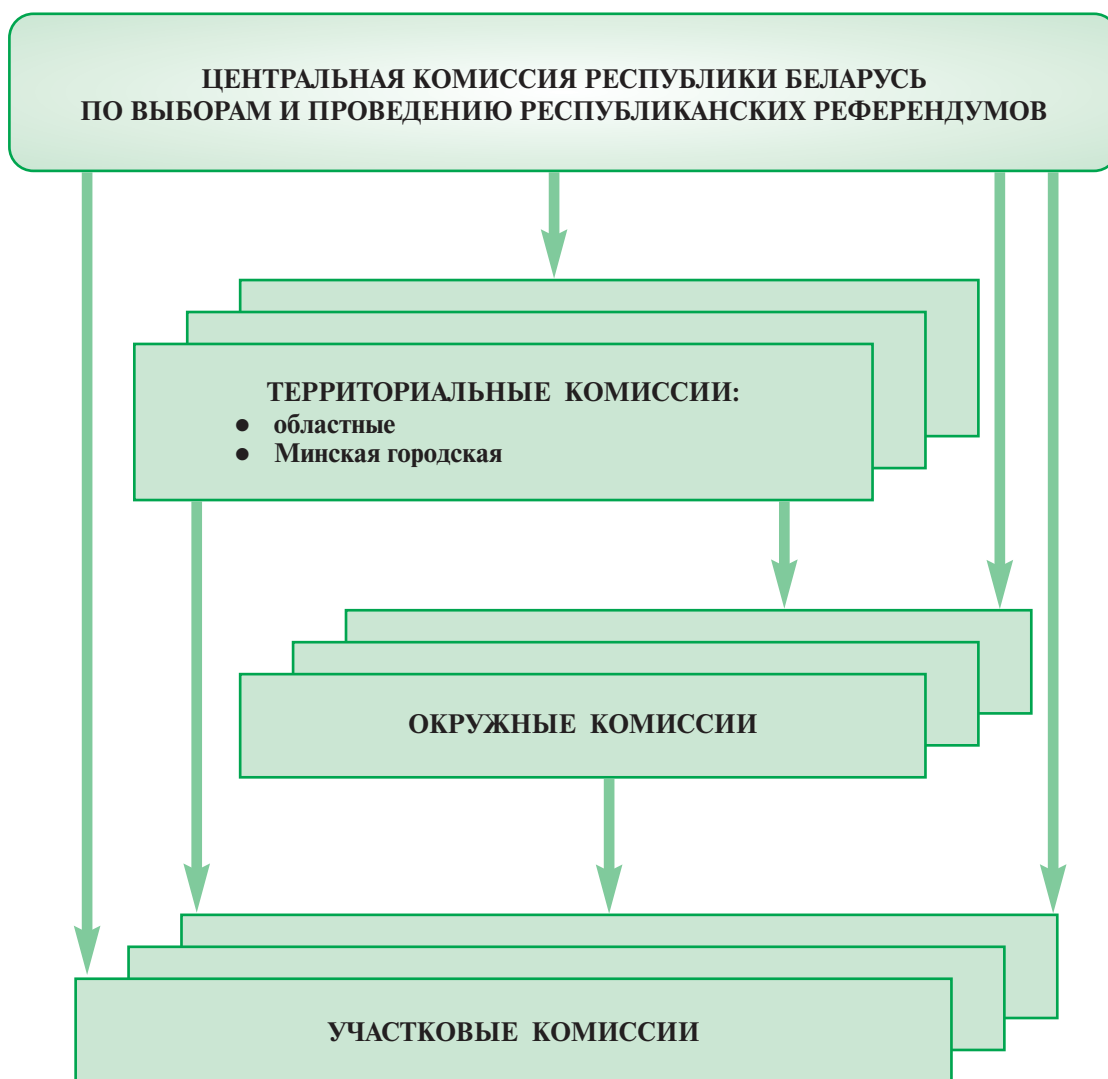 ЦЕНТРАЛЬНАЯ КОМИССИЯ РЕСПУБЛИКИ БЕЛАРУСЬ
ПО ВЫБОРАМ И ПРОВЕДЕНИЮ РЕСПУБЛИКАНСКИХ РЕФЕРЕНДУМОВ
ТЕРРИТОРИАЛЬНЫЕ КОМИССИИ:
● областные
● Минская городская
ОКРУЖНЫЕ КОМИССИИ
УЧАСТКОВЫЕ КОМИССИИ